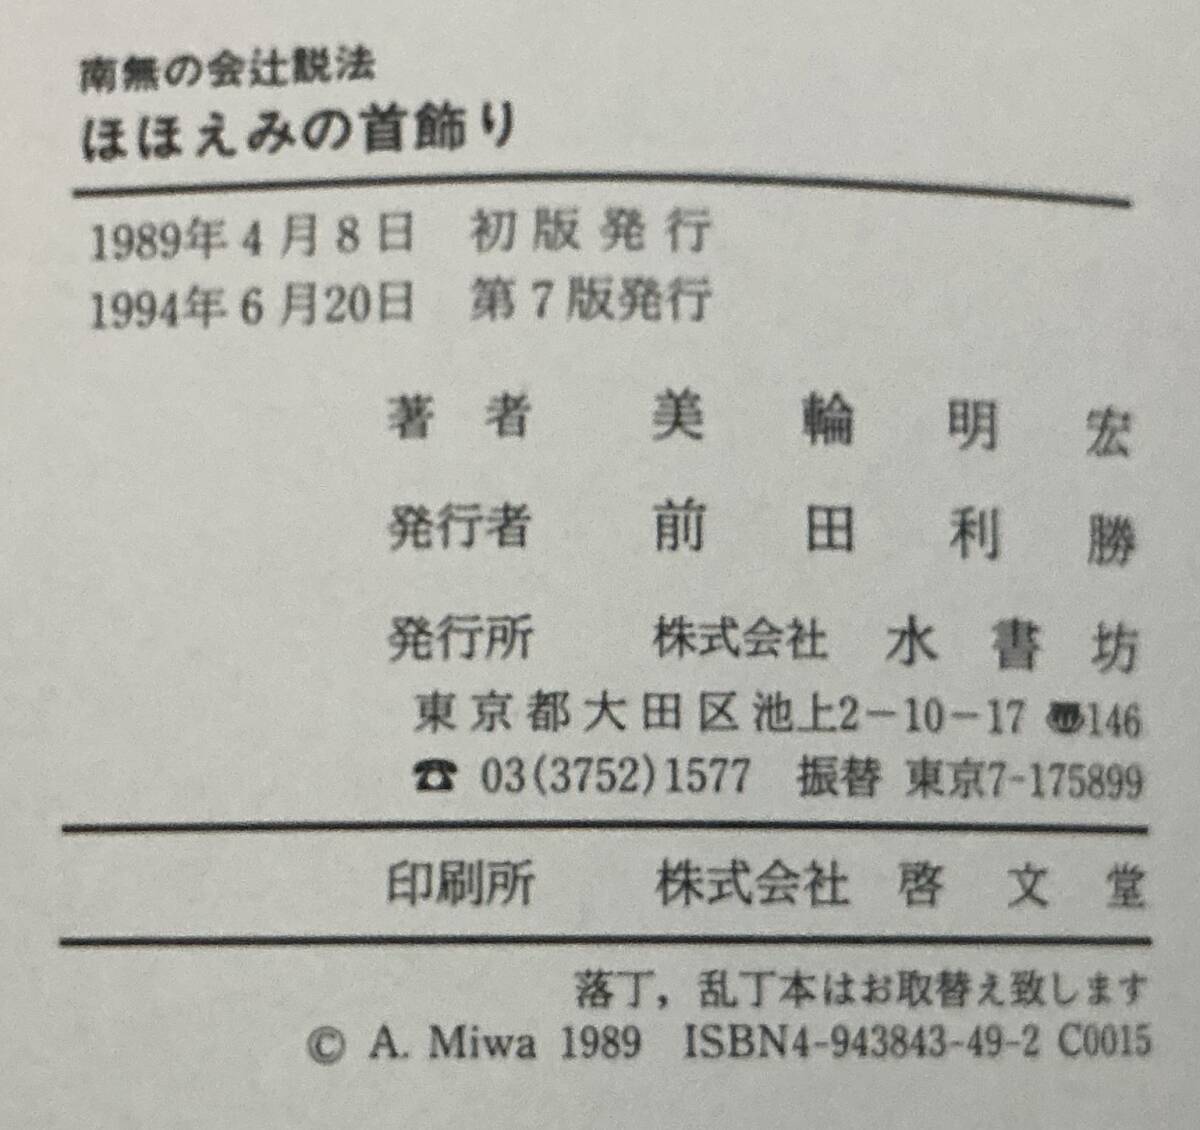 南無の会辻説法
ほほえみの首飾り
1989年4月8日 初版発行
1994年6月20日 第7版発行
著者 美輪明宏
発行者 前田利勝
発行所 株式会社 水書坊
東京都大田区池上2-10-17 〠146
☎ 03(3752)1577 振替 東京7-175899
印刷所 株式会社 啓文堂
落丁，乱丁本はお取替え致します
© A. Miwa 1989 ISBN4-943843-49-2 C0015